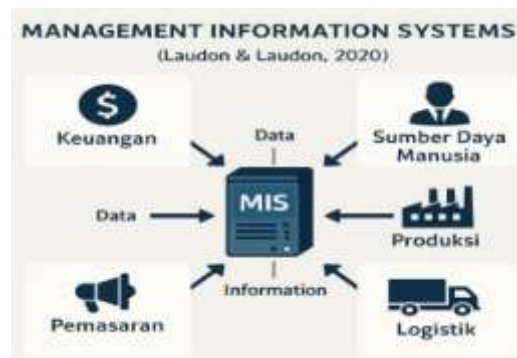 MANAGEMENT INFORMATION SYSTEMS
(Laudon & Laudon, 2020)
Keuangan
Data
Sumber Daya
Manusia
Data
MIS
Produksi
Pemasaran
Information
Logistik